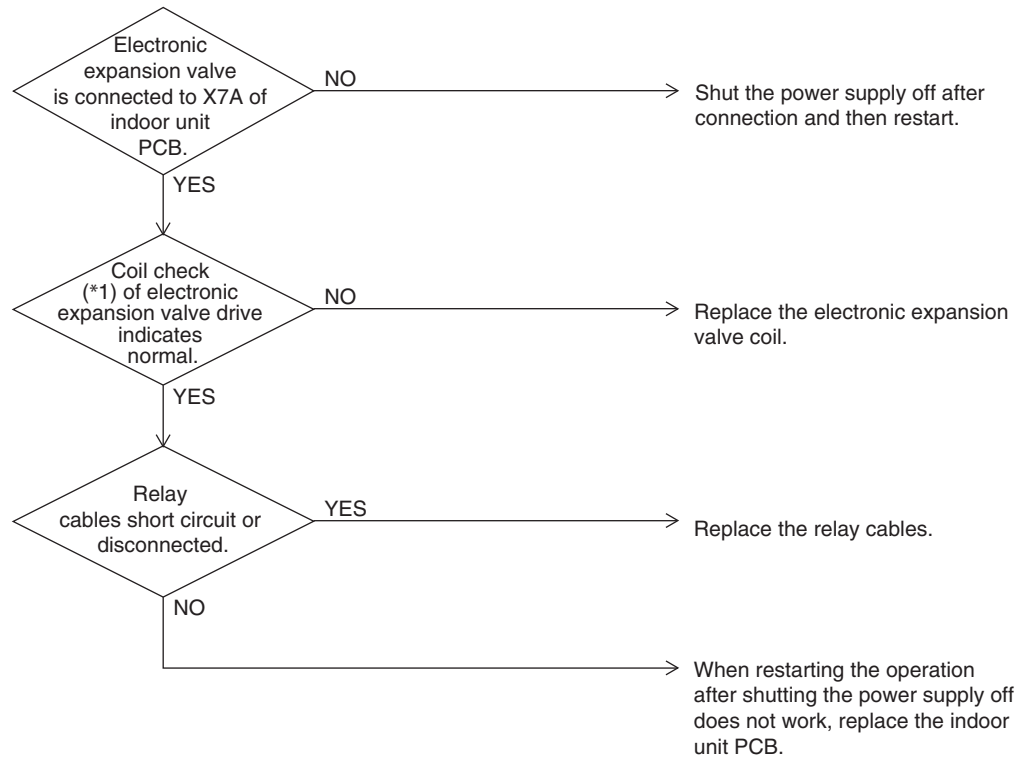 Electronic
expansion valve
is connected to X7A of
indoor unit
PCB.
NO
Shut the power supply off after
connection and then restart.
YES
Coil check
(*1) of electronic
expansion valve drive
indicates
normal.
NO
Replace the electronic expansion
valve coil.
YES
Relay
cables short circuit or
disconnected.
YES
Replace the relay cables.
NO
When restarting the operation
after shutting the power supply off
does not work, replace the indoor
unit PCB.